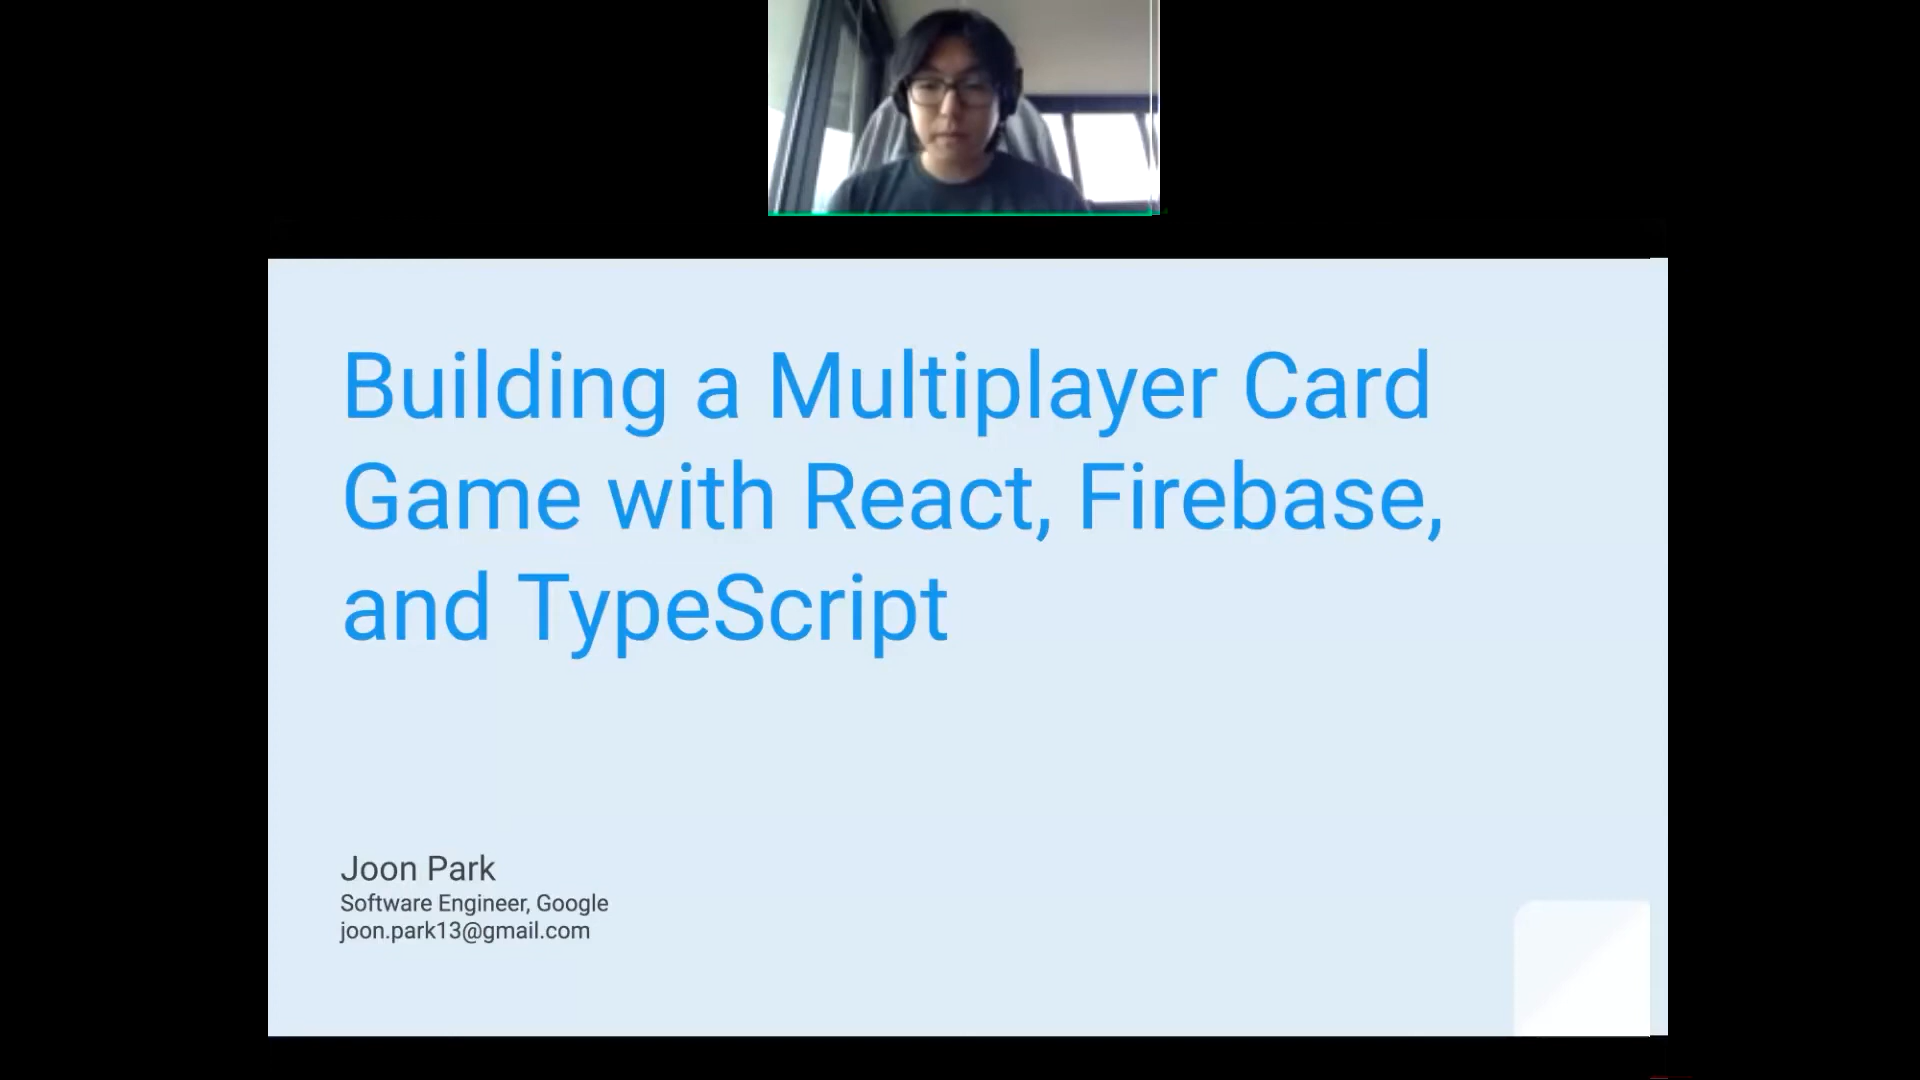 Building a Multiplayer Card
Game with React, Firebase,
and TypeScript
Joon Park
Software Engineer, Google
joon.park13@gmail.com